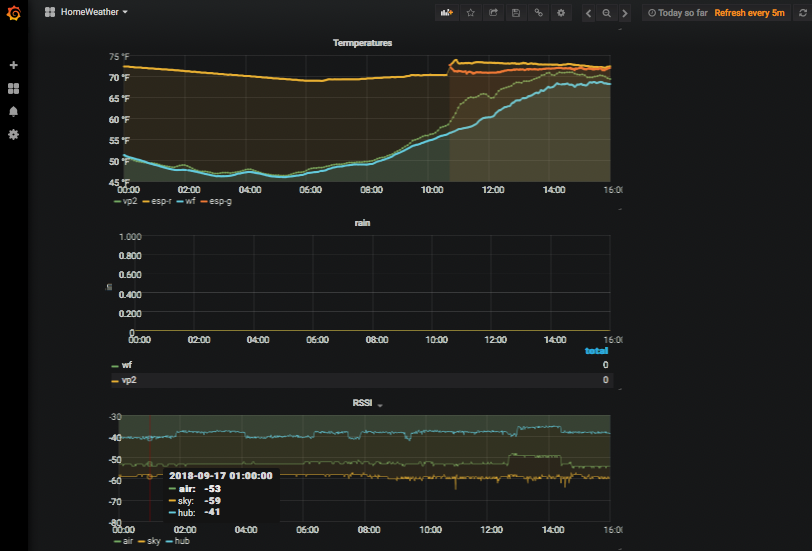 HomeWeather
Today so far Refresh every 5m
Termperatures
75 °F
70 °F
65 °F
60 °F
55 °F
50 °F
45 °F
00:00 02:00 04:00 06:00 08:00 10:00 12:00 14:00 16:00
vp2 esp-r wf esp-g
rain
1.000
0.800
0.600
in
0.400
0.200
0
00:00 02:00 04:00 06:00 08:00 10:00 12:00 14:00 16:00
total
wf 0
vp2 0
RSSI
-30
-40
-50
-60
-70
-80
2018-09-17 01:00:00
air: -53
sky: -59
hub: -41
00:00 02:00 04:00 06:00 08:00 10:00 12:00 14:00 16:00
air sky hub